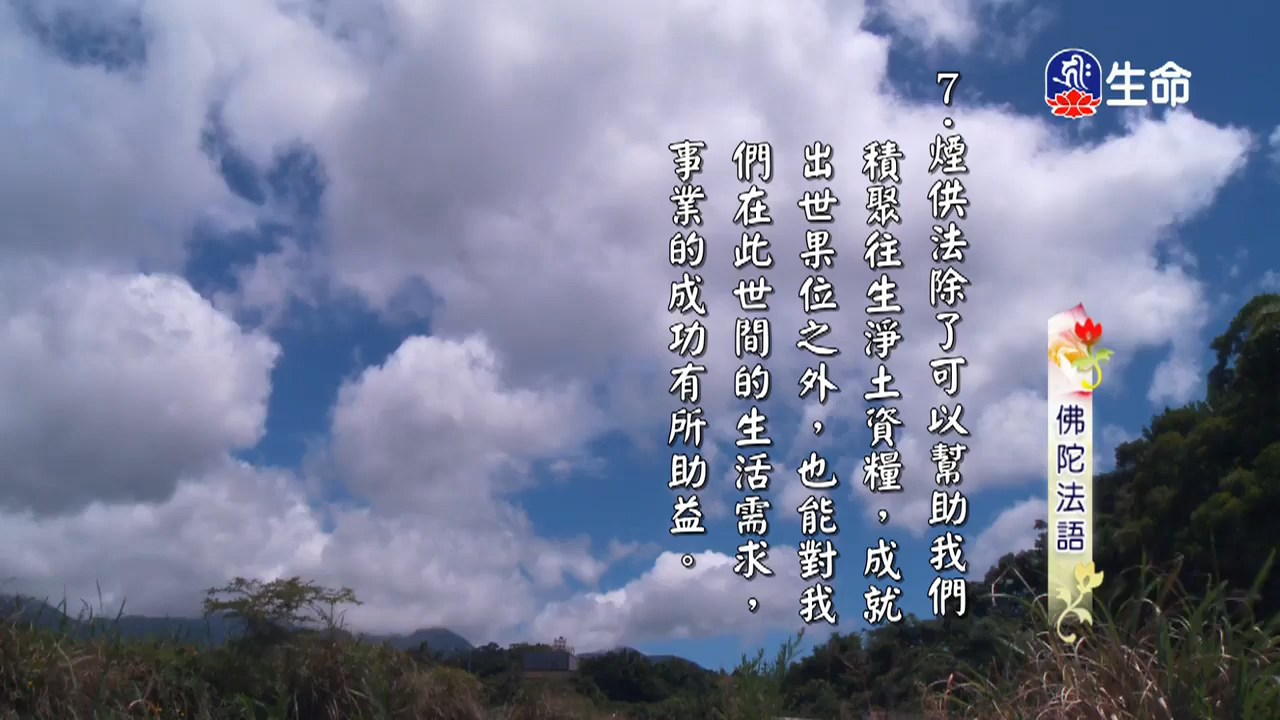 生命
7.煙供法除了可以幫助我們
積聚往生淨土資糧，成就
出世果位之外，也能對我
們在此世間的生活需求，
事業的成功有所助益。
佛陀法語